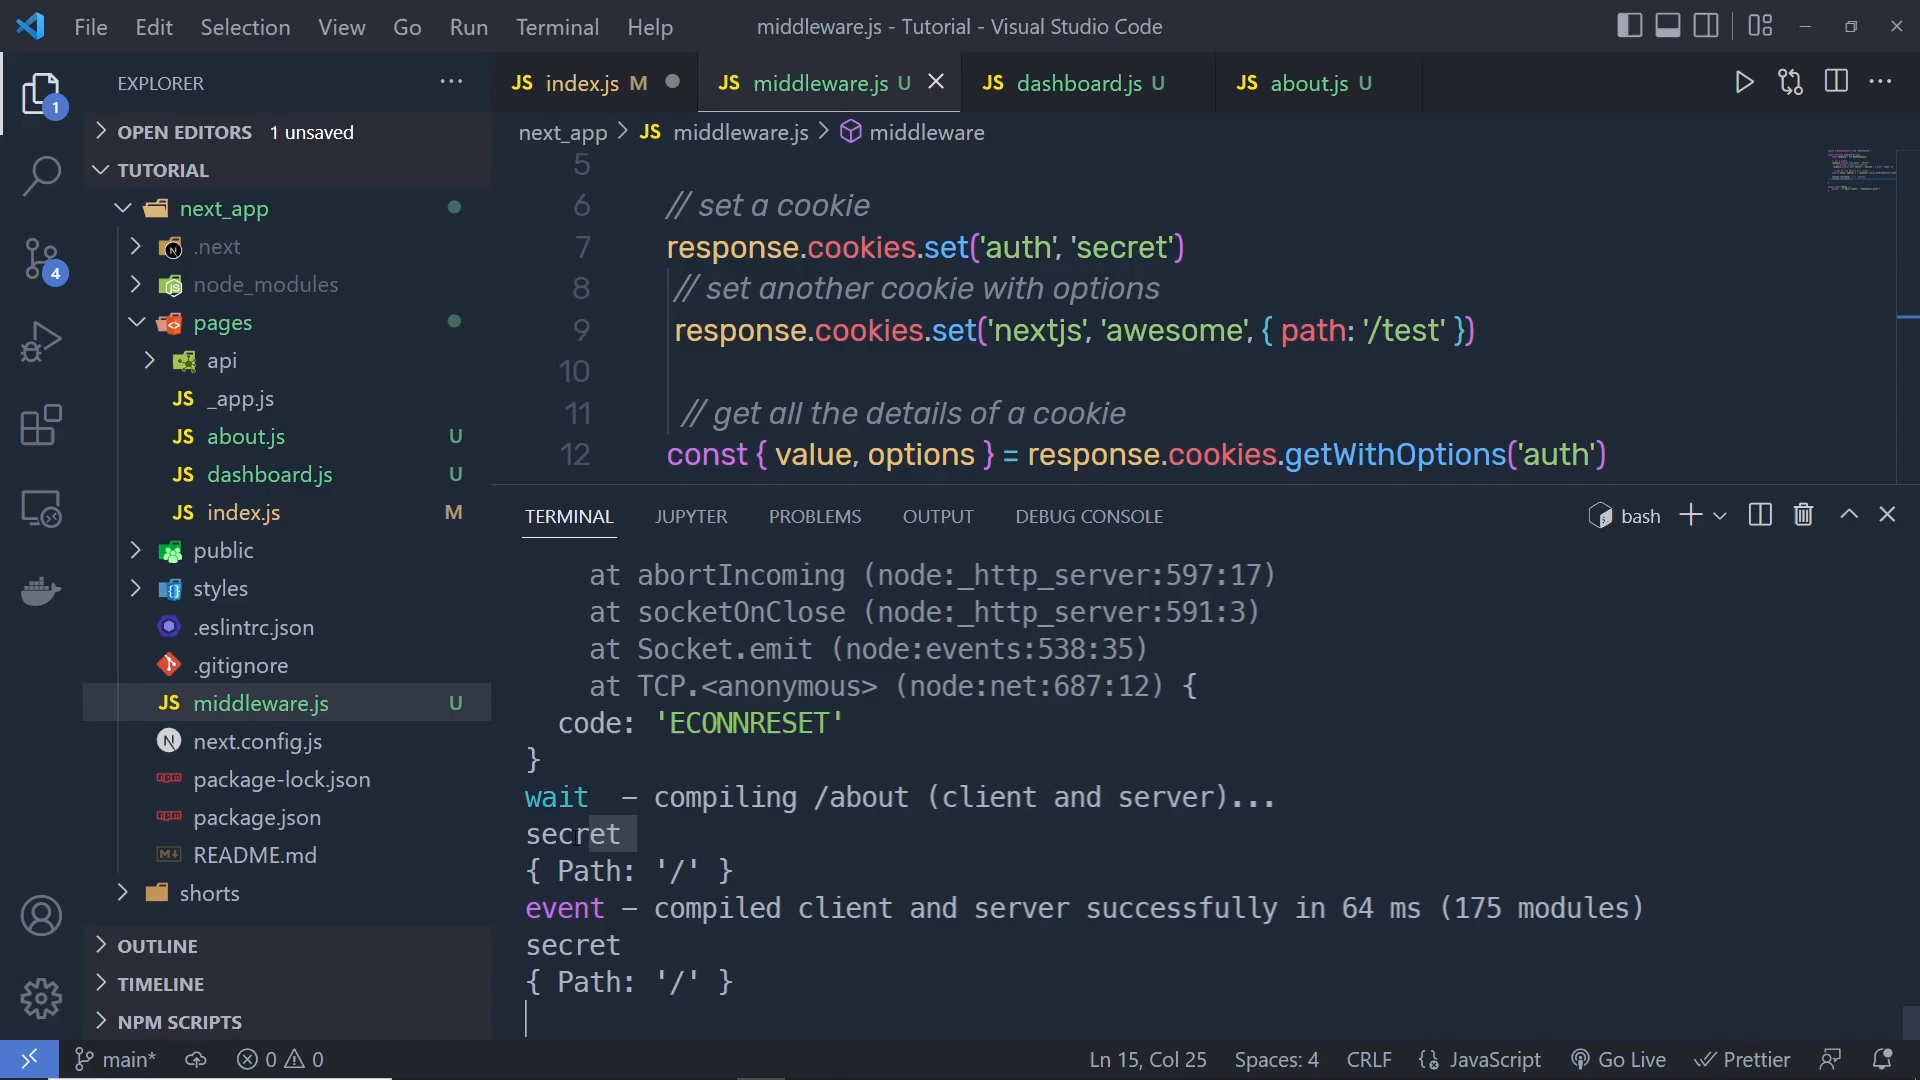 File Edit Selection View Go Run Terminal Help middleware.js - Tutorial - Visual Studio Code
EXPLORER
1
OPEN EDITORS 1 unsaved
TUTORIAL
next_app
.next
node_modules
pages
api
JS _app.js
JS about.js U
JS dashboard.js U
JS index.js M
public
styles
.eslintrc.json
.gitignore
JS middleware.js U
N next.config.js
npm package-lock.json
npm package.json
README.md
shorts
OUTLINE
TIMELINE
NPM SCRIPTS
4
JS index.js M JS middleware.js U JS dashboard.js U JS about.js U
next_app > JS middleware.js > middleware
5
6 // set a cookie
7 response.cookies.set('auth', 'secret')
8 // set another cookie with options
9 response.cookies.set('nextjs', 'awesome', { path: '/test' })
10
11 // get all the details of a cookie
12 const { value, options } = response.cookies.getWithOptions('auth')
TERMINAL JUPYTER PROBLEMS OUTPUT DEBUG CONSOLE bash
at abortIncoming (node:_http_server:597:17)
at socketOnClose (node:_http_server:591:3)
at Socket.emit (node:events:538:35)
at TCP.<anonymous> (node:net:687:12) {
code: 'ECONNRESET'
}
wait - compiling /about (client and server)...
secret
{ Path: '/' }
event - compiled client and server successfully in 64 ms (175 modules)
secret
{ Path: '/' }
main* 0 0 Ln 15, Col 25 Spaces: 4 CRLF JavaScript Go Live Prettier